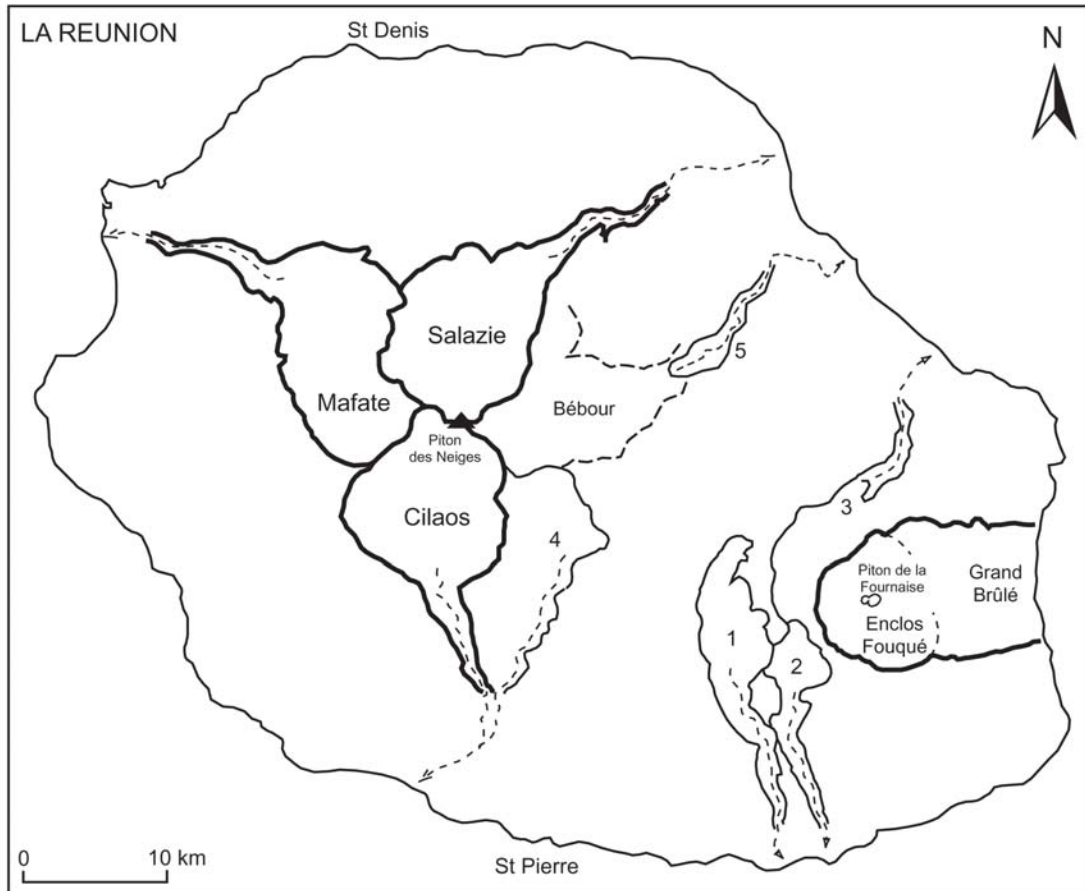 LA REUNION
St Denis
N
Salazie
5
Mafate
Bébour
Piton
des Neiges
Cilaos
4
3
Piton de la
Fournaise
Grand
Brûlé
Enclos
Fouqué
1
2
0
10 km
St Pierre